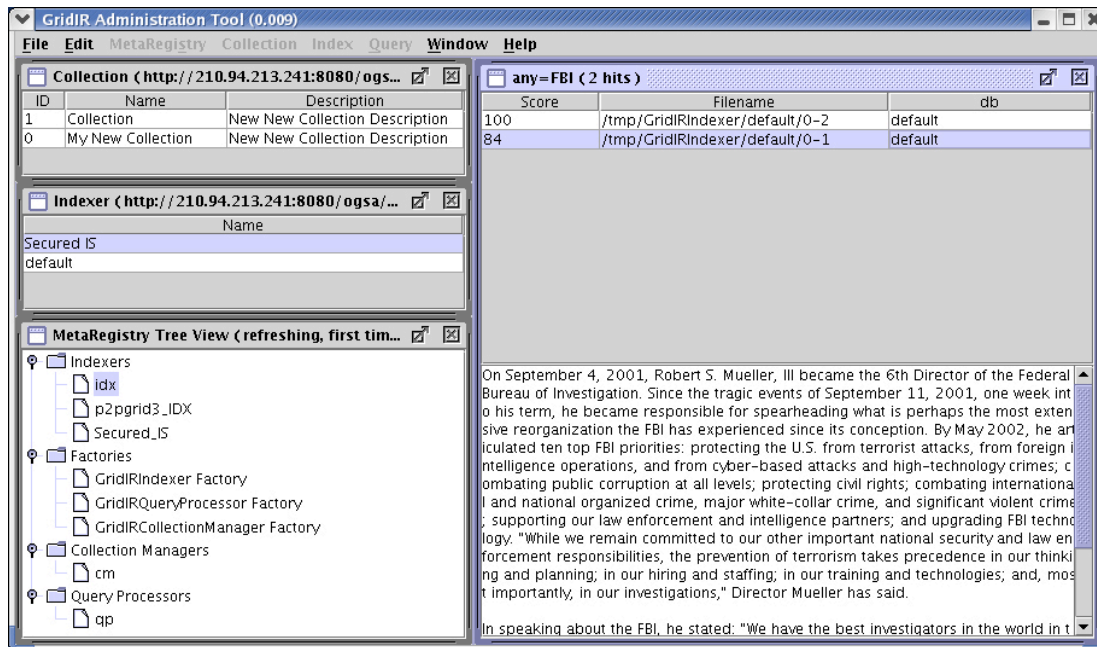 GridIR Administration Tool (0.009)
File Edit MetaRegistry Collection Index Query Window Help
Collection (http://210.94.213.241:8080/ogs...
ID Name Description
1 Collection New New Collection Description
0 My New Collection New New Collection Description
Indexer (http://210.94.213.241:8080/ogsa/...
Name
Secured IS
default
MetaRegistry Tree View (refreshing, first tim...
Indexers
idx
p2pgrid3_IDX
Secured_IS
Factories
GridIRIndexer Factory
GridIRQueryProcessor Factory
GridIRCollectionManager Factory
Collection Managers
cm
Query Processors
qp
any=FBI (2 hits)
Score Filename db
100 /tmp/GridIRIndexer/default/0-2 default
84 /tmp/GridIRIndexer/default/0-1 default
On September 4, 2001, Robert S. Mueller, III became the 6th Director of the Federal
Bureau of Investigation. Since the tragic events of September 11, 2001, one week int
o his term, he became responsible for spearheading what is perhaps the most exten
sive reorganization the FBI has experienced since its conception. By May 2002, he art
iculated ten top FBI priorities: protecting the U.S. from terrorist attacks, from foreign i
ntelligence operations, and from cyber-based attacks and high-technology crimes; c
ombating public corruption at all levels; protecting civil rights; combating internationa
l and national organized crime, major white-collar crime, and significant violent crime
; supporting our law enforcement and intelligence partners; and upgrading FBI techno
logy. "While we remain committed to our other important national security and law en
forcement responsibilities, the prevention of terrorism takes precedence in our thinki
ng and planning; in our hiring and staffing; in our training and technologies; and, mos
t importantly, in our investigations," Director Mueller has said.
In speaking about the FBI, he stated: "We have the best investigators in the world in t